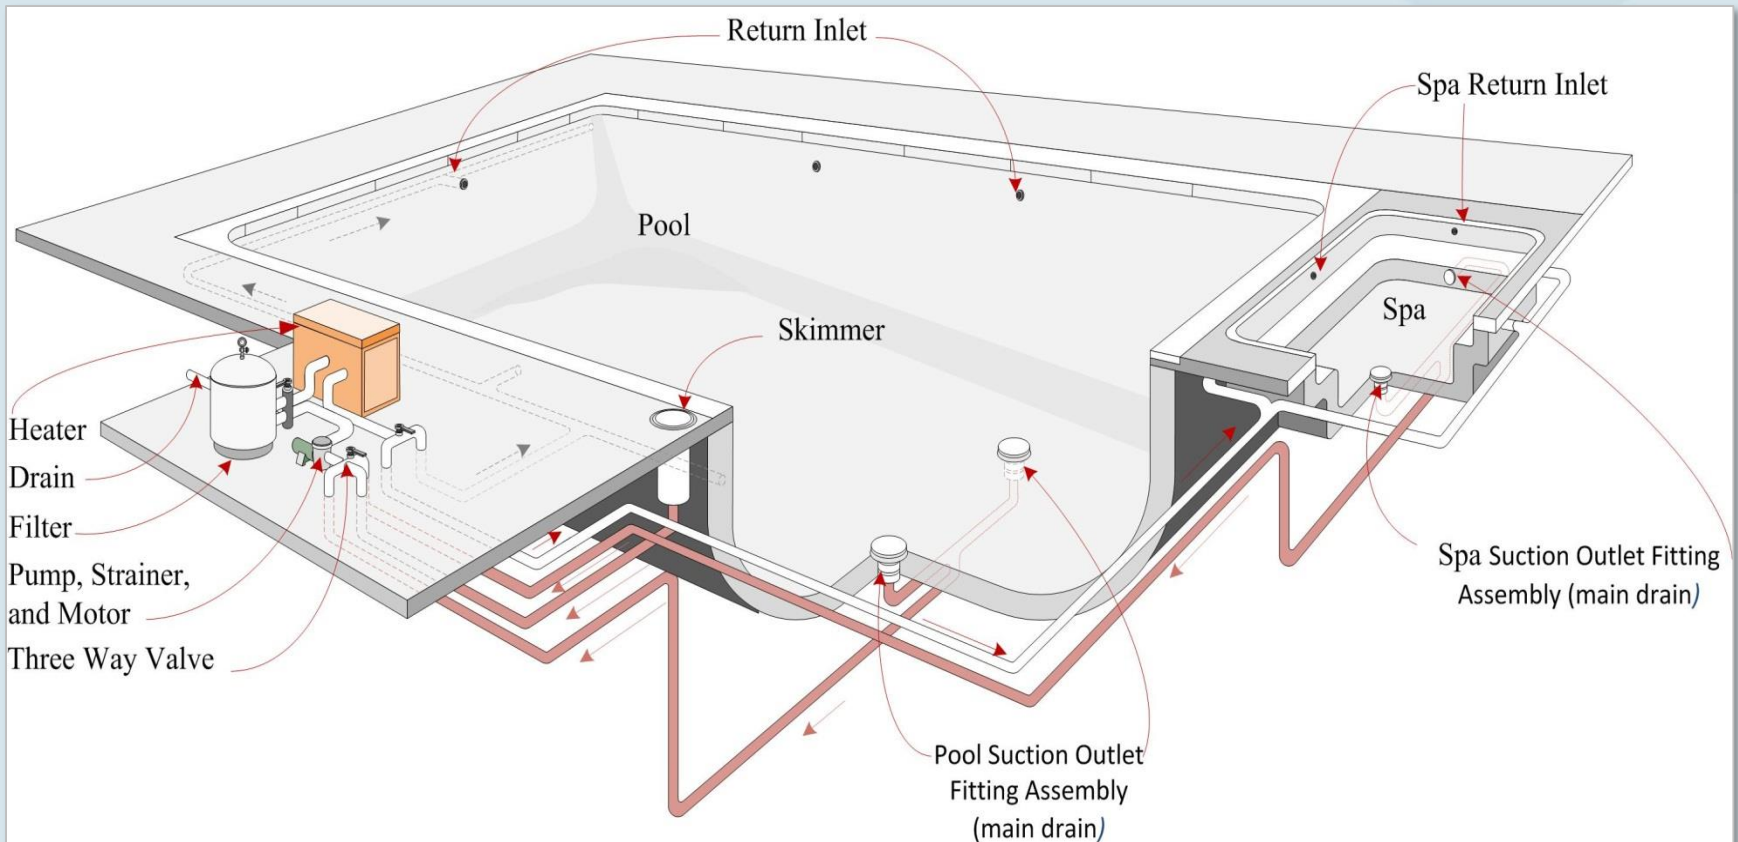 Return Inlet
Spa Return Inlet
Pool
Spa
Skimmer
Heater
Drain
Filter
Pump, Strainer,
and Motor
Three Way Valve
Spa Suction Outlet Fitting
Assembly (main drain)
Pool Suction Outlet
Fitting Assembly
(main drain)